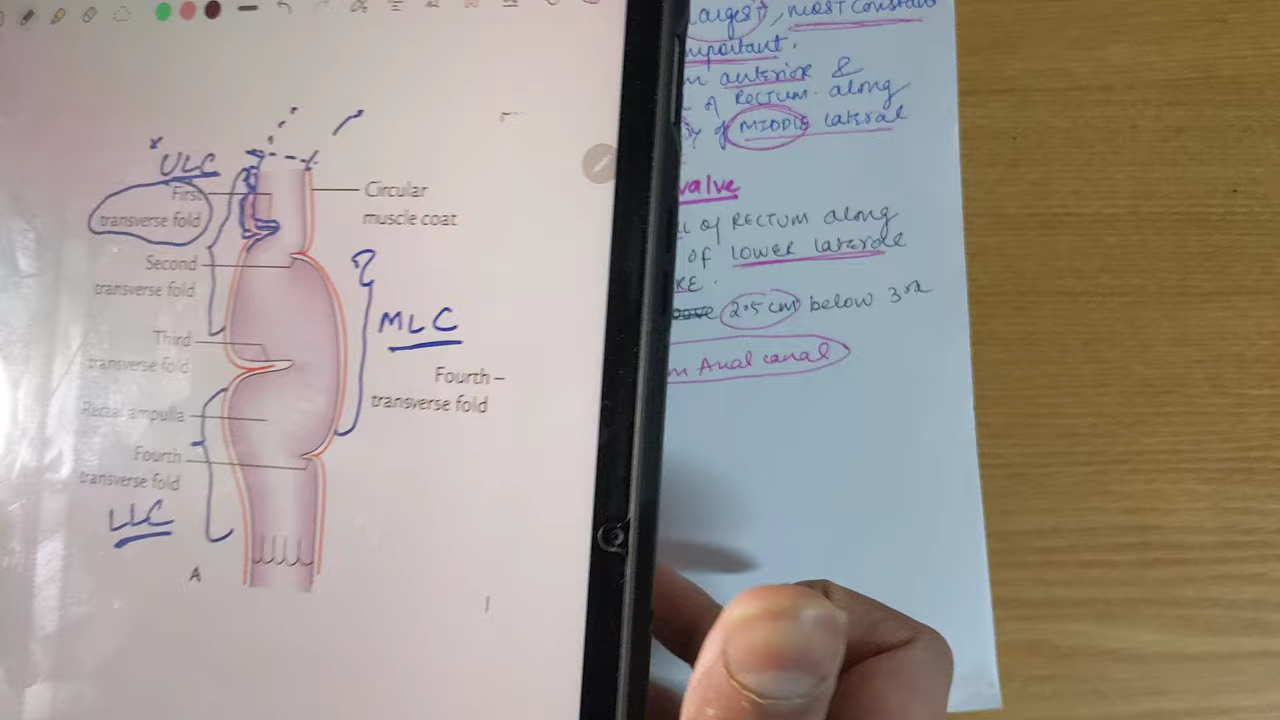 ULC
First
transverse fold
Second
transverse fold
Third
transverse fold
Rectal ampulla
Fourth
transverse fold
LLC
A
Circular
muscle coat
MLC
Fourth
transverse fold
largest, most constant
important.
anterior &
of RECTUM along
of MIDDLE lateral
valve
of RECTUM along
of LOWER laterale
2.5 cm below 3rd
Anal canal